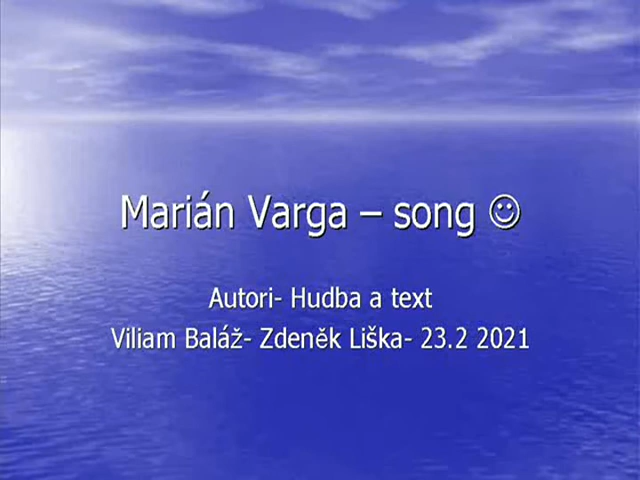 Marián Varga – song ☺
Autori- Hudba a text
Viliam Baláž- Zdeněk Liška- 23.2 2021